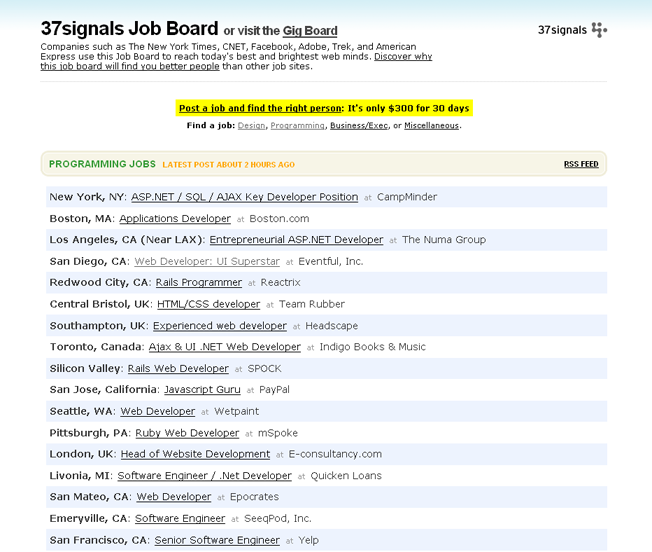 37signals Job Board or visit the Gig Board
37signals
Companies such as The New York Times, CNET, Facebook, Adobe, Trek, and American
Express use this Job Board to reach today's best and brightest web minds. Discover why
this job board will find you better people than other job sites.
Post a job and find the right person: It's only $300 for 30 days
Find a job: Design, Programming, Business/Exec, or Miscellaneous.
PROGRAMMING JOBS LATEST POST ABOUT 2 HOURS AGO RSS FEED
New York, NY: ASP.NET / SQL / AJAX Key Developer Position at CampMinder
Boston, MA: Applications Developer at Boston.com
Los Angeles, CA (Near LAX): Entrepreneurial ASP.NET Developer at The Numa Group
San Diego, CA: Web Developer: UI Superstar at Eventful, Inc.
Redwood City, CA: Rails Programmer at Reactrix
Central Bristol, UK: HTML/CSS developer at Team Rubber
Southampton, UK: Experienced web developer at Headscape
Toronto, Canada: Ajax & UI .NET Web Developer at Indigo Books & Music
Silicon Valley: Rails Web Developer at SPOCK
San Jose, California: Javascript Guru at PayPal
Seattle, WA: Web Developer at Wetpaint
Pittsburgh, PA: Ruby Web Developer at mSpoke
London, UK: Head of Website Development at E-consultancy.com
Livonia, MI: Software Engineer / .Net Developer at Quicken Loans
San Mateo, CA: Web Developer at Epocrates
Emeryville, CA: Software Engineer at SeeqPod, Inc.
San Francisco, CA: Senior Software Engineer at Yelp